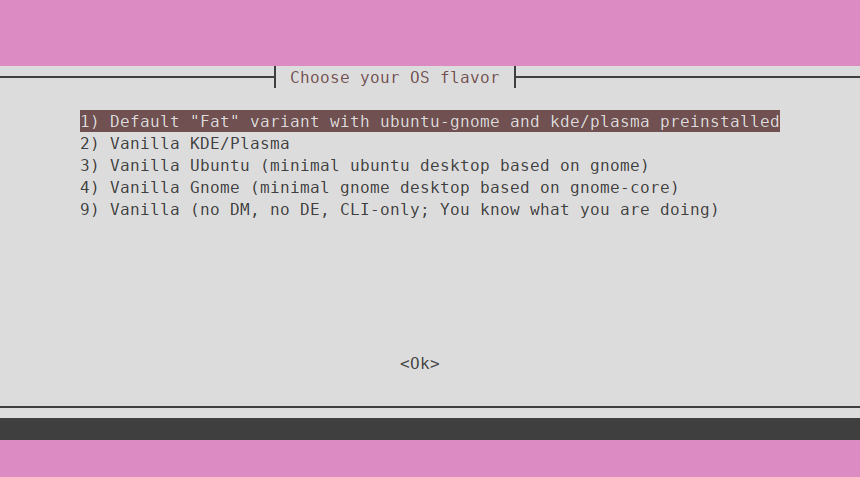 Choose your OS flavor
1) Default "Fat" variant with ubuntu-gnome and kde/plasma preinstalled
2) Vanilla KDE/Plasma
3) Vanilla Ubuntu (minimal ubuntu desktop based on gnome)
4) Vanilla Gnome (minimal gnome desktop based on gnome-core)
9) Vanilla (no DM, no DE, CLI-only; You know what you are doing)
<Ok>